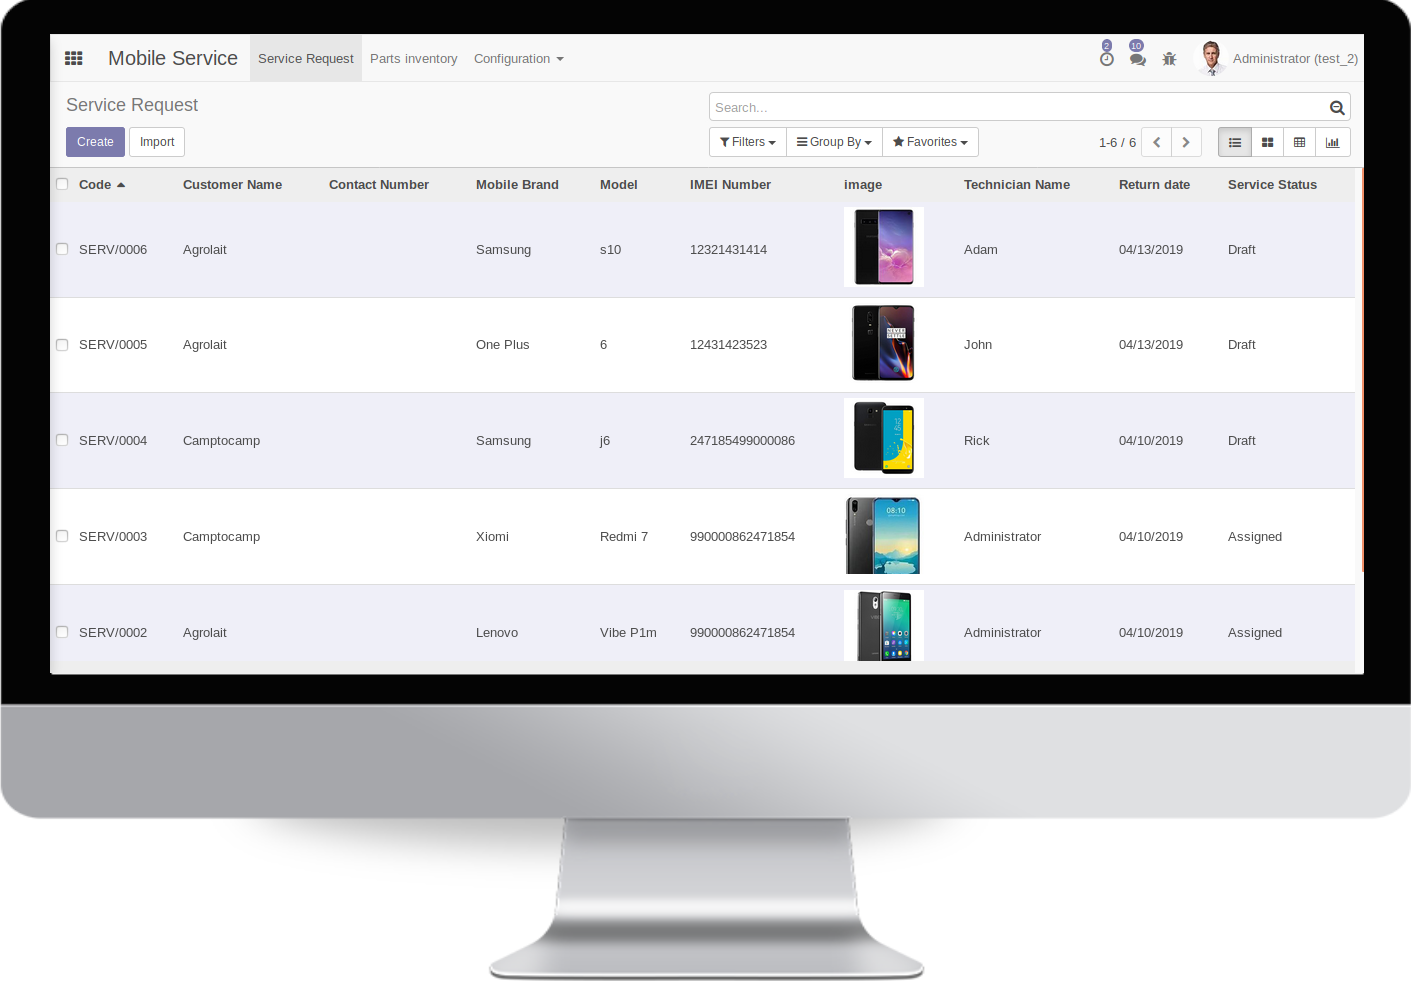 Mobile Service Service Request Parts inventory Configuration 2 10 Administrator (test_2)
Service Request Search...
Create Import Filters Group By Favorites 1-6 / 6
Code Customer Name Contact Number Mobile Brand Model IMEI Number image Technician Name Return date Service Status
SERV/0006 Agrolait Samsung s10 12321431414 Adam 04/13/2019 Draft
SERV/0005 Agrolait One Plus 6 12431423523 NEVER SETTLE John 04/13/2019 Draft
SERV/0004 Camptocamp Samsung j6 247185499000086 Rick 04/10/2019 Draft
SERV/0003 Camptocamp Xiomi Redmi 7 990000862471854 08:10 Administrator 04/10/2019 Assigned
SERV/0002 Agrolait Lenovo Vibe P1m 990000862471854 Administrator 04/10/2019 Assigned